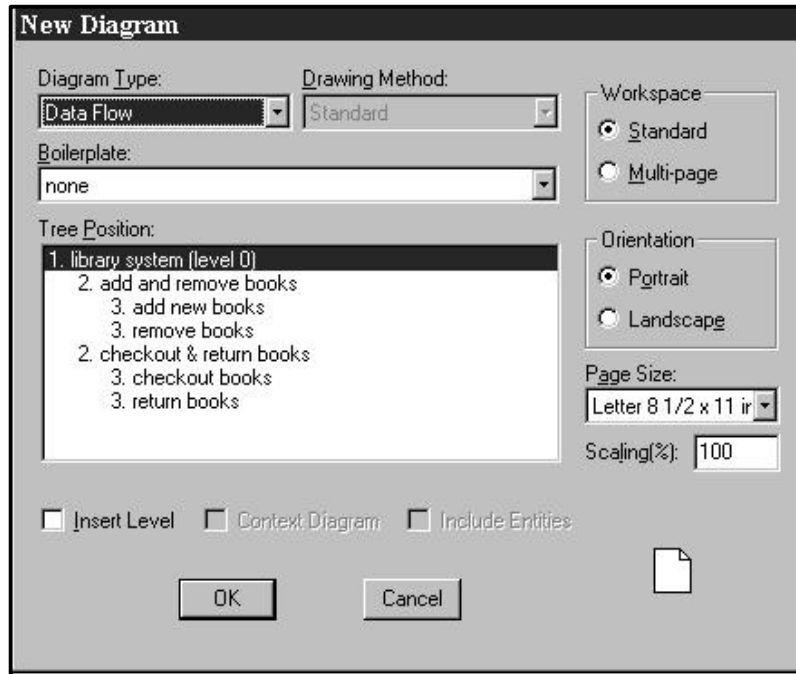 New Diagram
Diagram Type:
Drawing Method:
Data Flow
Standard
Boilerplate:
none
Tree Position:
1. library system (level 0)
2. add and remove books
3. add new books
3. remove books
2. checkout & return books
3. checkout books
3. return books
Workspace
Standard
Multi-page
Orientation
Portrait
Landscape
Page Size:
Letter 8 1/2 x 11 in
Scaling(%): 100
Insert Level
Context Diagram
Include Entities
OK
Cancel